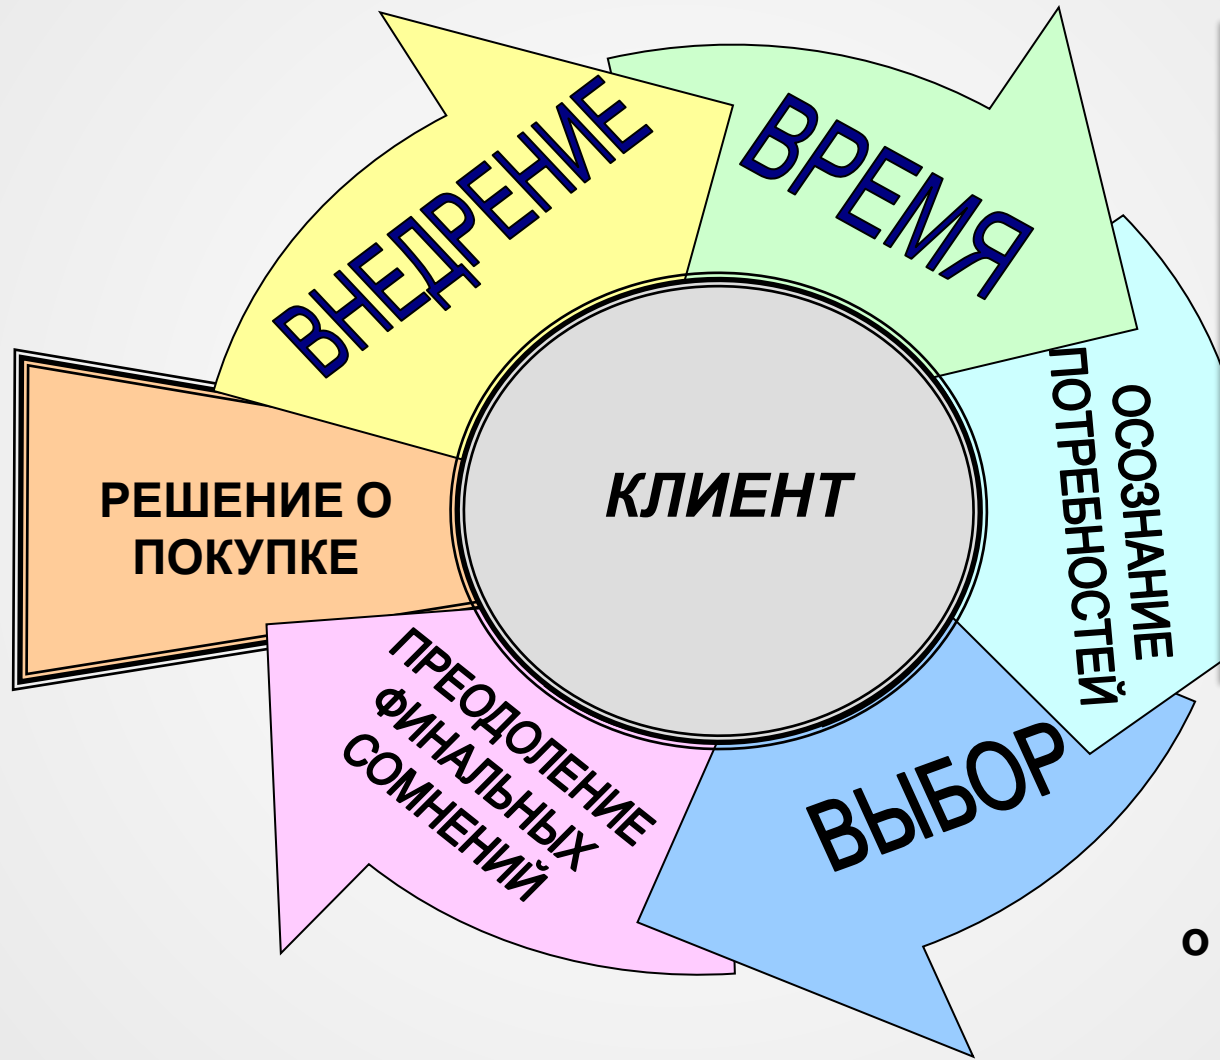 ВНЕДРЕНИЕ
ВРЕМЯ
ОСОЗНАНИЕ
ПОТРЕБНОСТЕЙ
КЛИЕНТ
РЕШЕНИЕ О
ПОКУПКЕ
ПРЕОДОЛЕНИЕ
ФИНАЛЬНЫХ
СОМНЕНИЙ
ВЫБОР
о